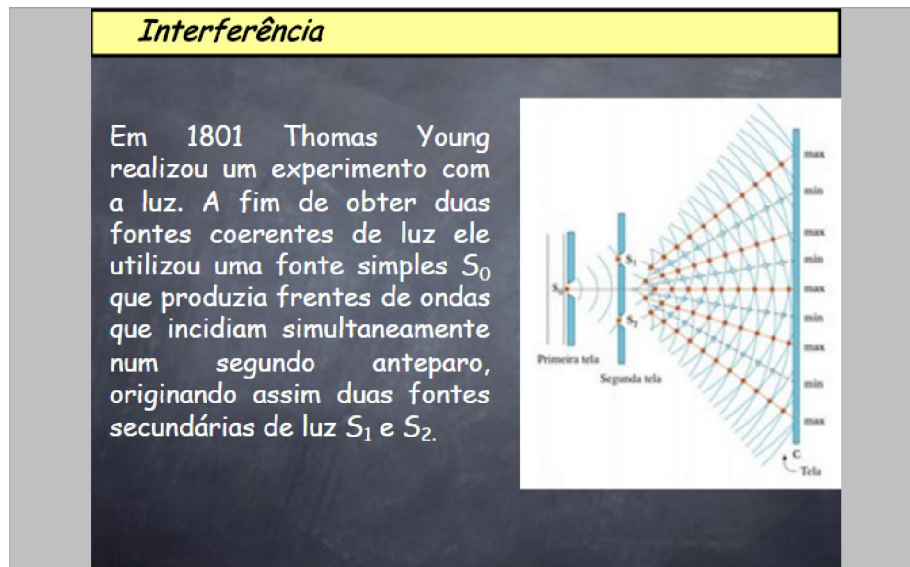 Interferência
Em 1801 Thomas Young
realizou um experimento com
a luz. A fim de obter duas
fontes coerentes de luz ele
utilizou uma fonte simples S₀
que produzia frentes de ondas
que incidiam simultaneamente
num segundo anteparo,
originando assim duas fontes
secundárias de luz S₁ e S₂.
max
min
max
S₁
min
S₀
max
S₂
min
max
Primeira tela
Segunda tela
min
max
C
Tela